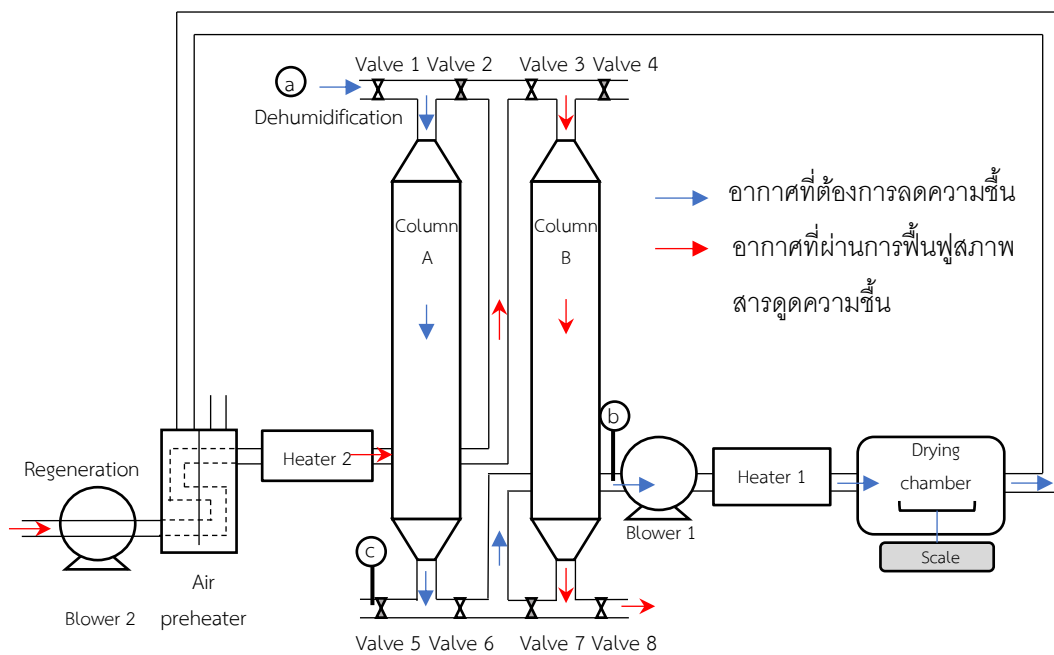 Valve 1 Valve 2
Valve 3
Valve 4
a
Dehumidification
Column
A
Column
B
อากาศที่ต้องการลดความชื้น
อากาศที่ผ่านการฟื้นฟูสภาพ
สารดูดความชื้น
b
Regeneration
Heater 2
Heater 1
Drying
chamber
Blower 1
Scale
c
Air
preheater
Blower 2
Valve 5
Valve 6
Valve 7
Valve 8